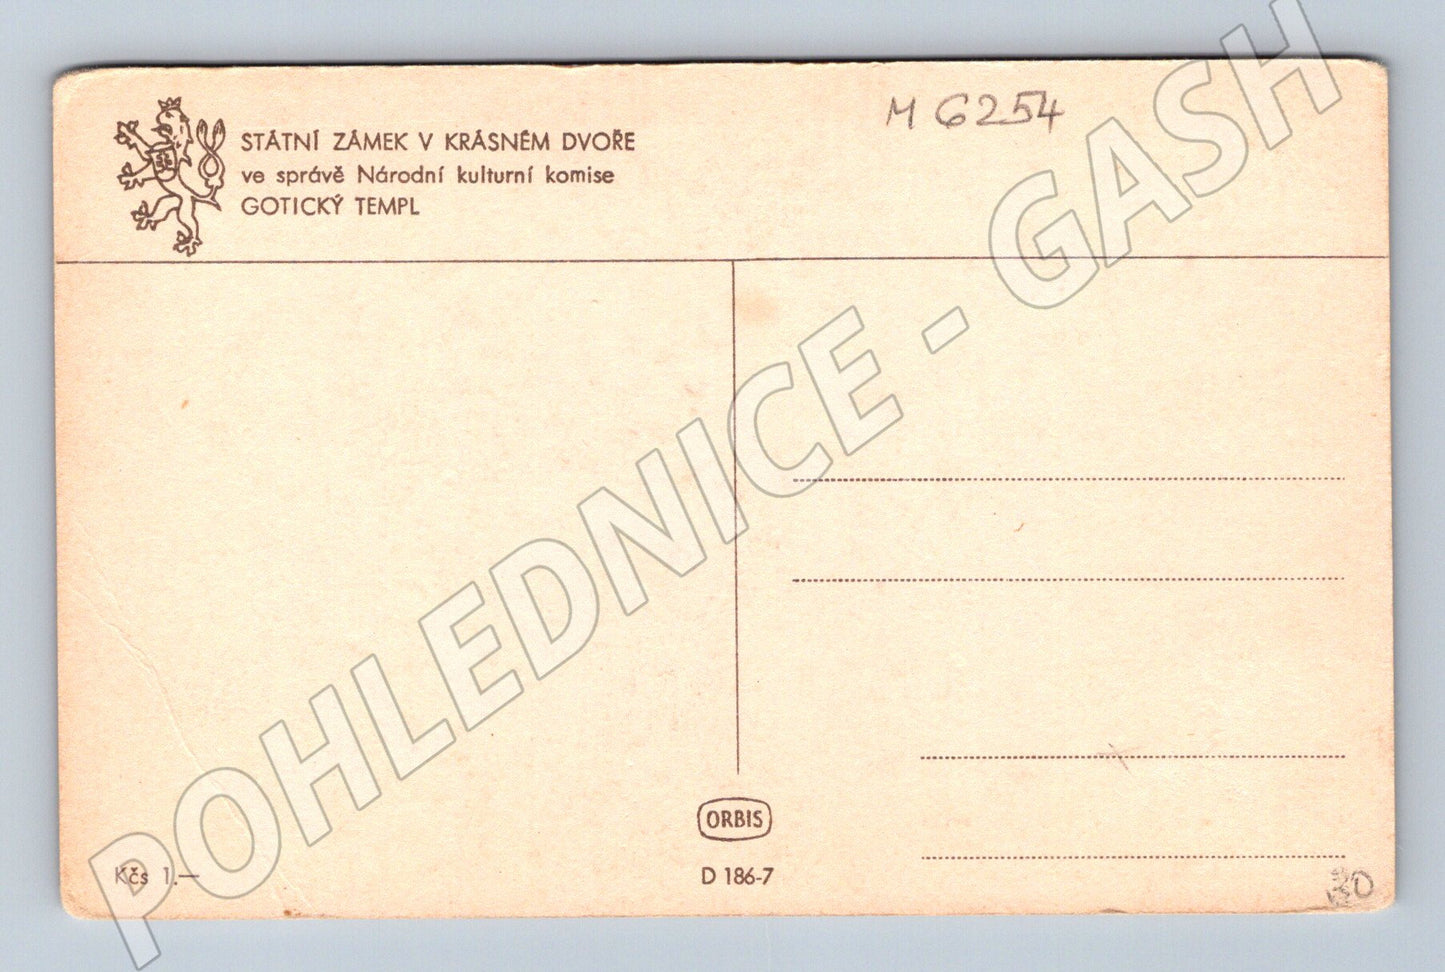 STÁTNÍ ZÁMEK V KRÁSNÉM DVOŘE
ve správě Národní kulturní komise
GOTICKÝ TEMPL
M 6254
POHLEDNICE - GASH
ORBIS
Kčs 1.—
D 186-7